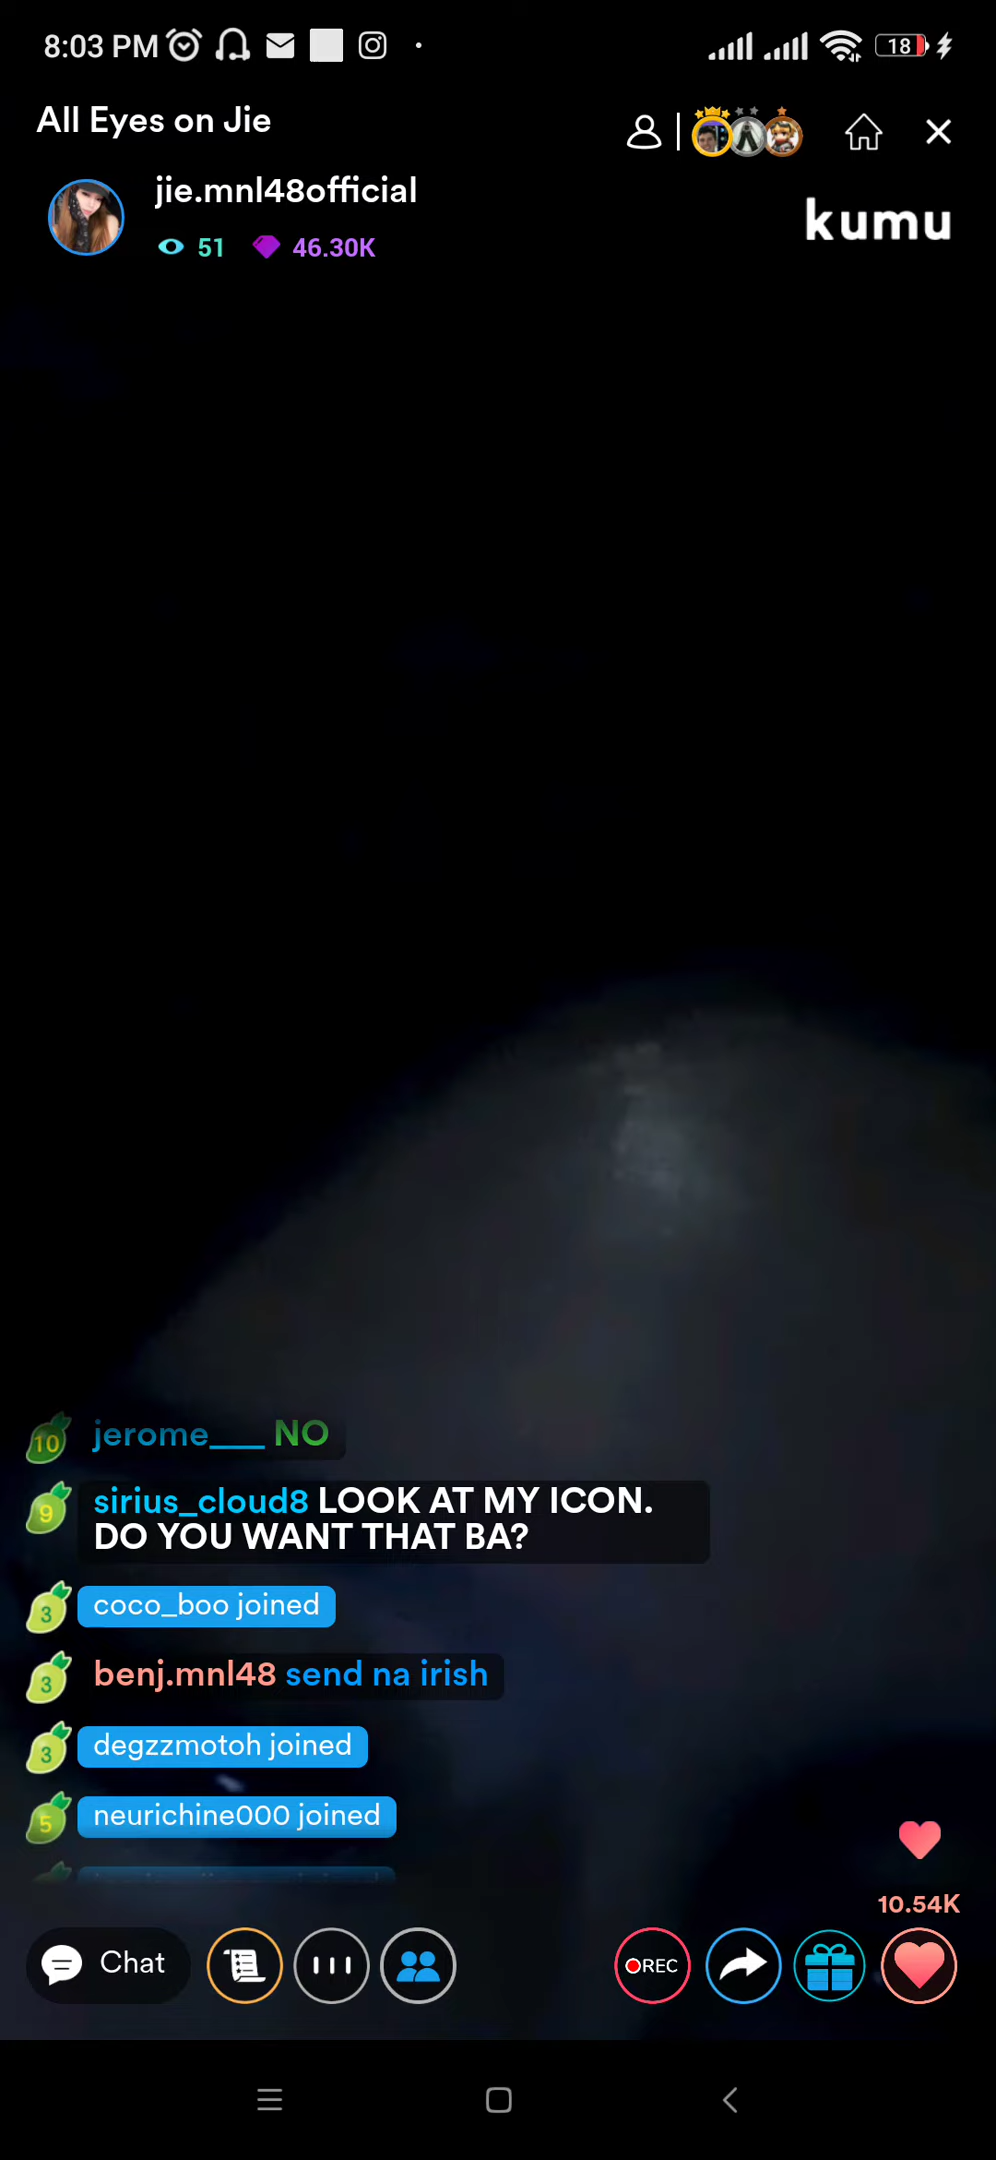 8:03 PM
18
All Eyes on Jie
jie.mnl48official
51 46.30K
kumu
10 jerome___ NO
9 sirius_cloud8 LOOK AT MY ICON.
DO YOU WANT THAT BA?
3 coco_boo joined
3 benj.mnl48 send na irish
3 degzzmotoh joined
5 neurichine000 joined
10.54K
Chat
REC